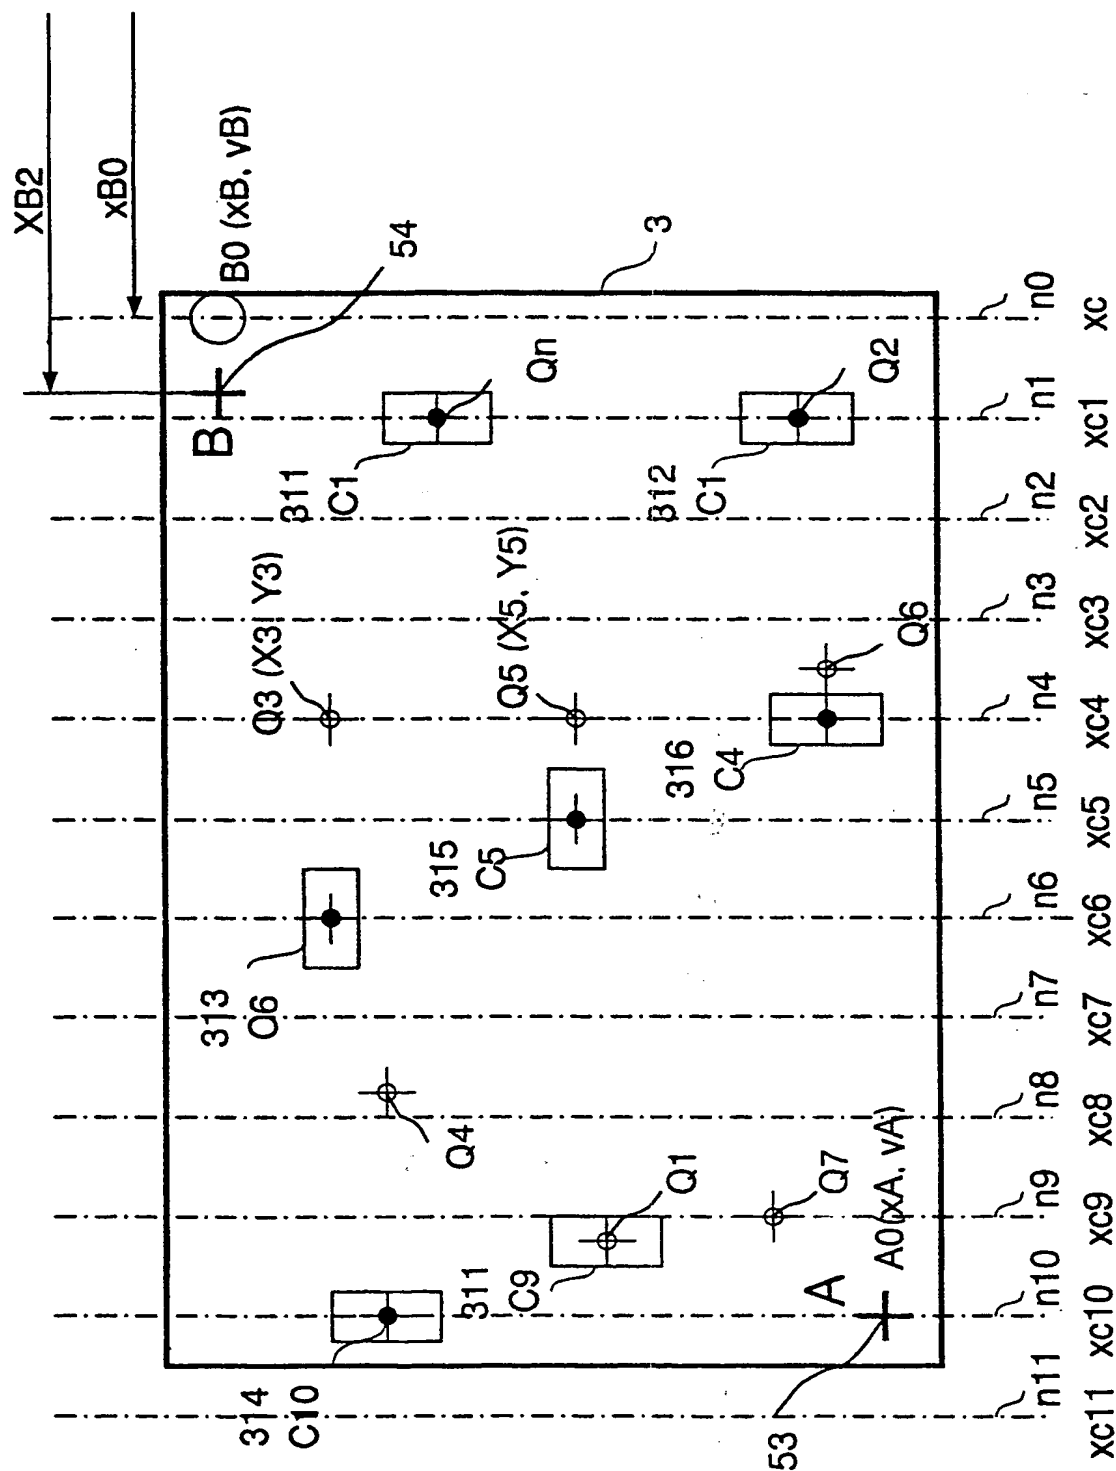 XB2
xB0
B0 (xB, vB)
54
3
B
Qn
Q2
311
C1
312
C1
Q3 (X3, Y3)
Q5 (X5, Y5)
Q6
316
C4
315
C5
313
O6
Q4
Q1
Q7
311
C9
A
A0(xA, vA)
314
C10
53
n0
n1
n2
n3
n4
n5
n6
n7
n8
n9
n10
n11
xc
xc1
xc2
xc3
xc4
xc5
xc6
xc7
xc8
xc9
xc10
xc11